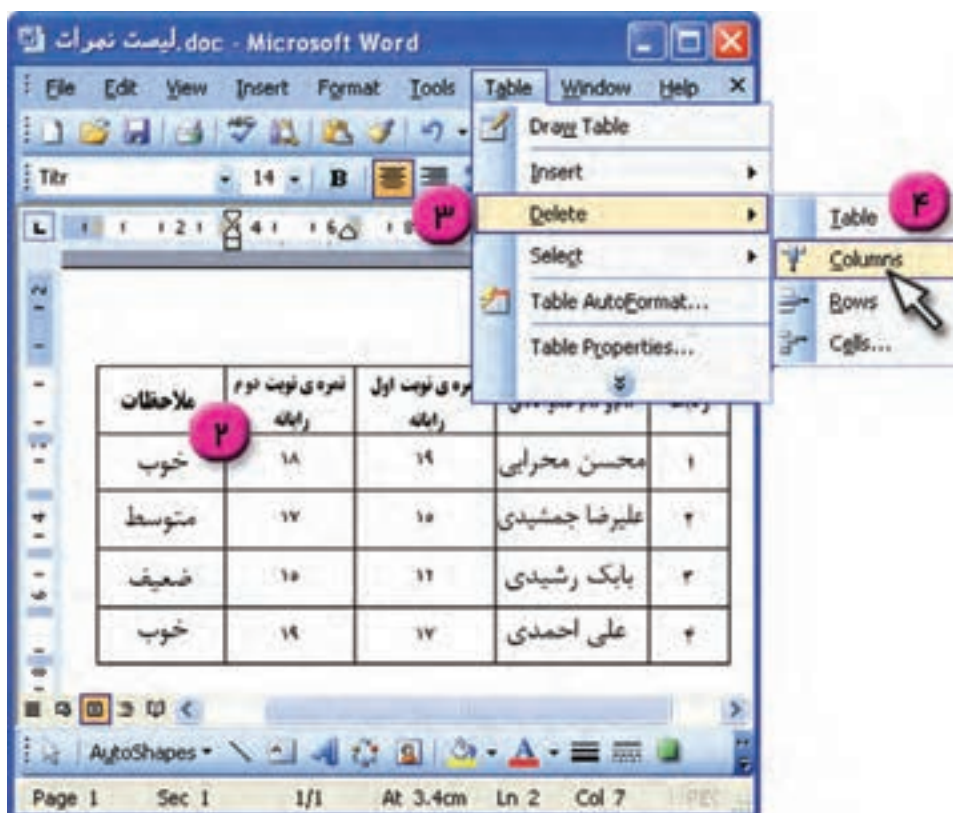 لیست نمرات.doc - Microsoft Word
File Edit View Insert Format Tools Table Window Help
Titr 14 B
Draw Table
Insert
۳ Delete
Select
Table AutoFormat...
Table Properties...
Table ۴
Columns
Rows
Cells...
نمره ی نوبت اول رایانه نمره ی نوبت دوم رایانه ملاحظات
۲
۱ محسن محرابی ۱۹ ۱۸ خوب
۲ علیرضا جمشیدی ۱۵ ۱۷ متوسط
۳ بابک رشیدی ۱۲ ۱۵ ضعیف
۴ علی احمدی ۱۷ ۱۹ خوب
AutoShapes
Page 1 Sec 1 1/1 At 3.4cm Ln 2 Col 7